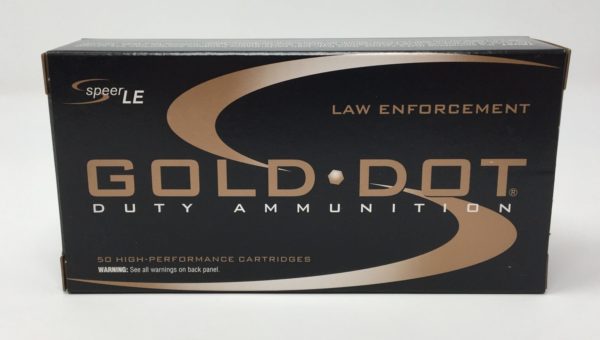 speer LE
LAW ENFORCEMENT
GOLD DOT®
DUTY AMMUNITION
50 HIGH-PERFORMANCE CARTRIDGES
WARNING: See all warnings on back panel.